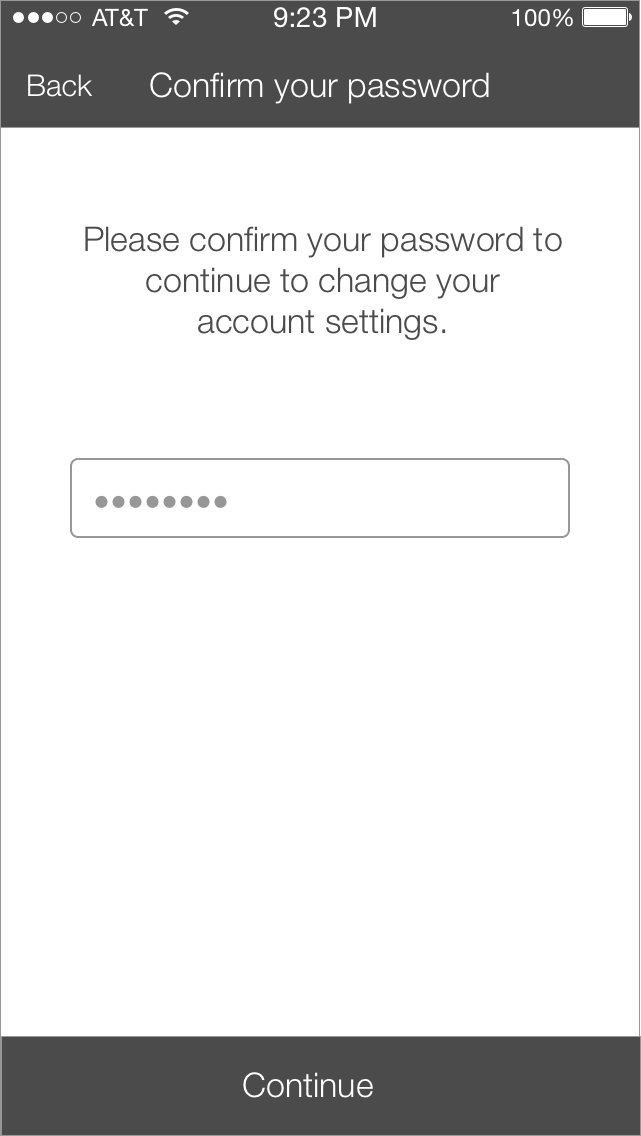 AT&T 9:23 PM 100%
Back Confirm your password
Please confirm your password to
continue to change your
account settings.
••••••••
Continue